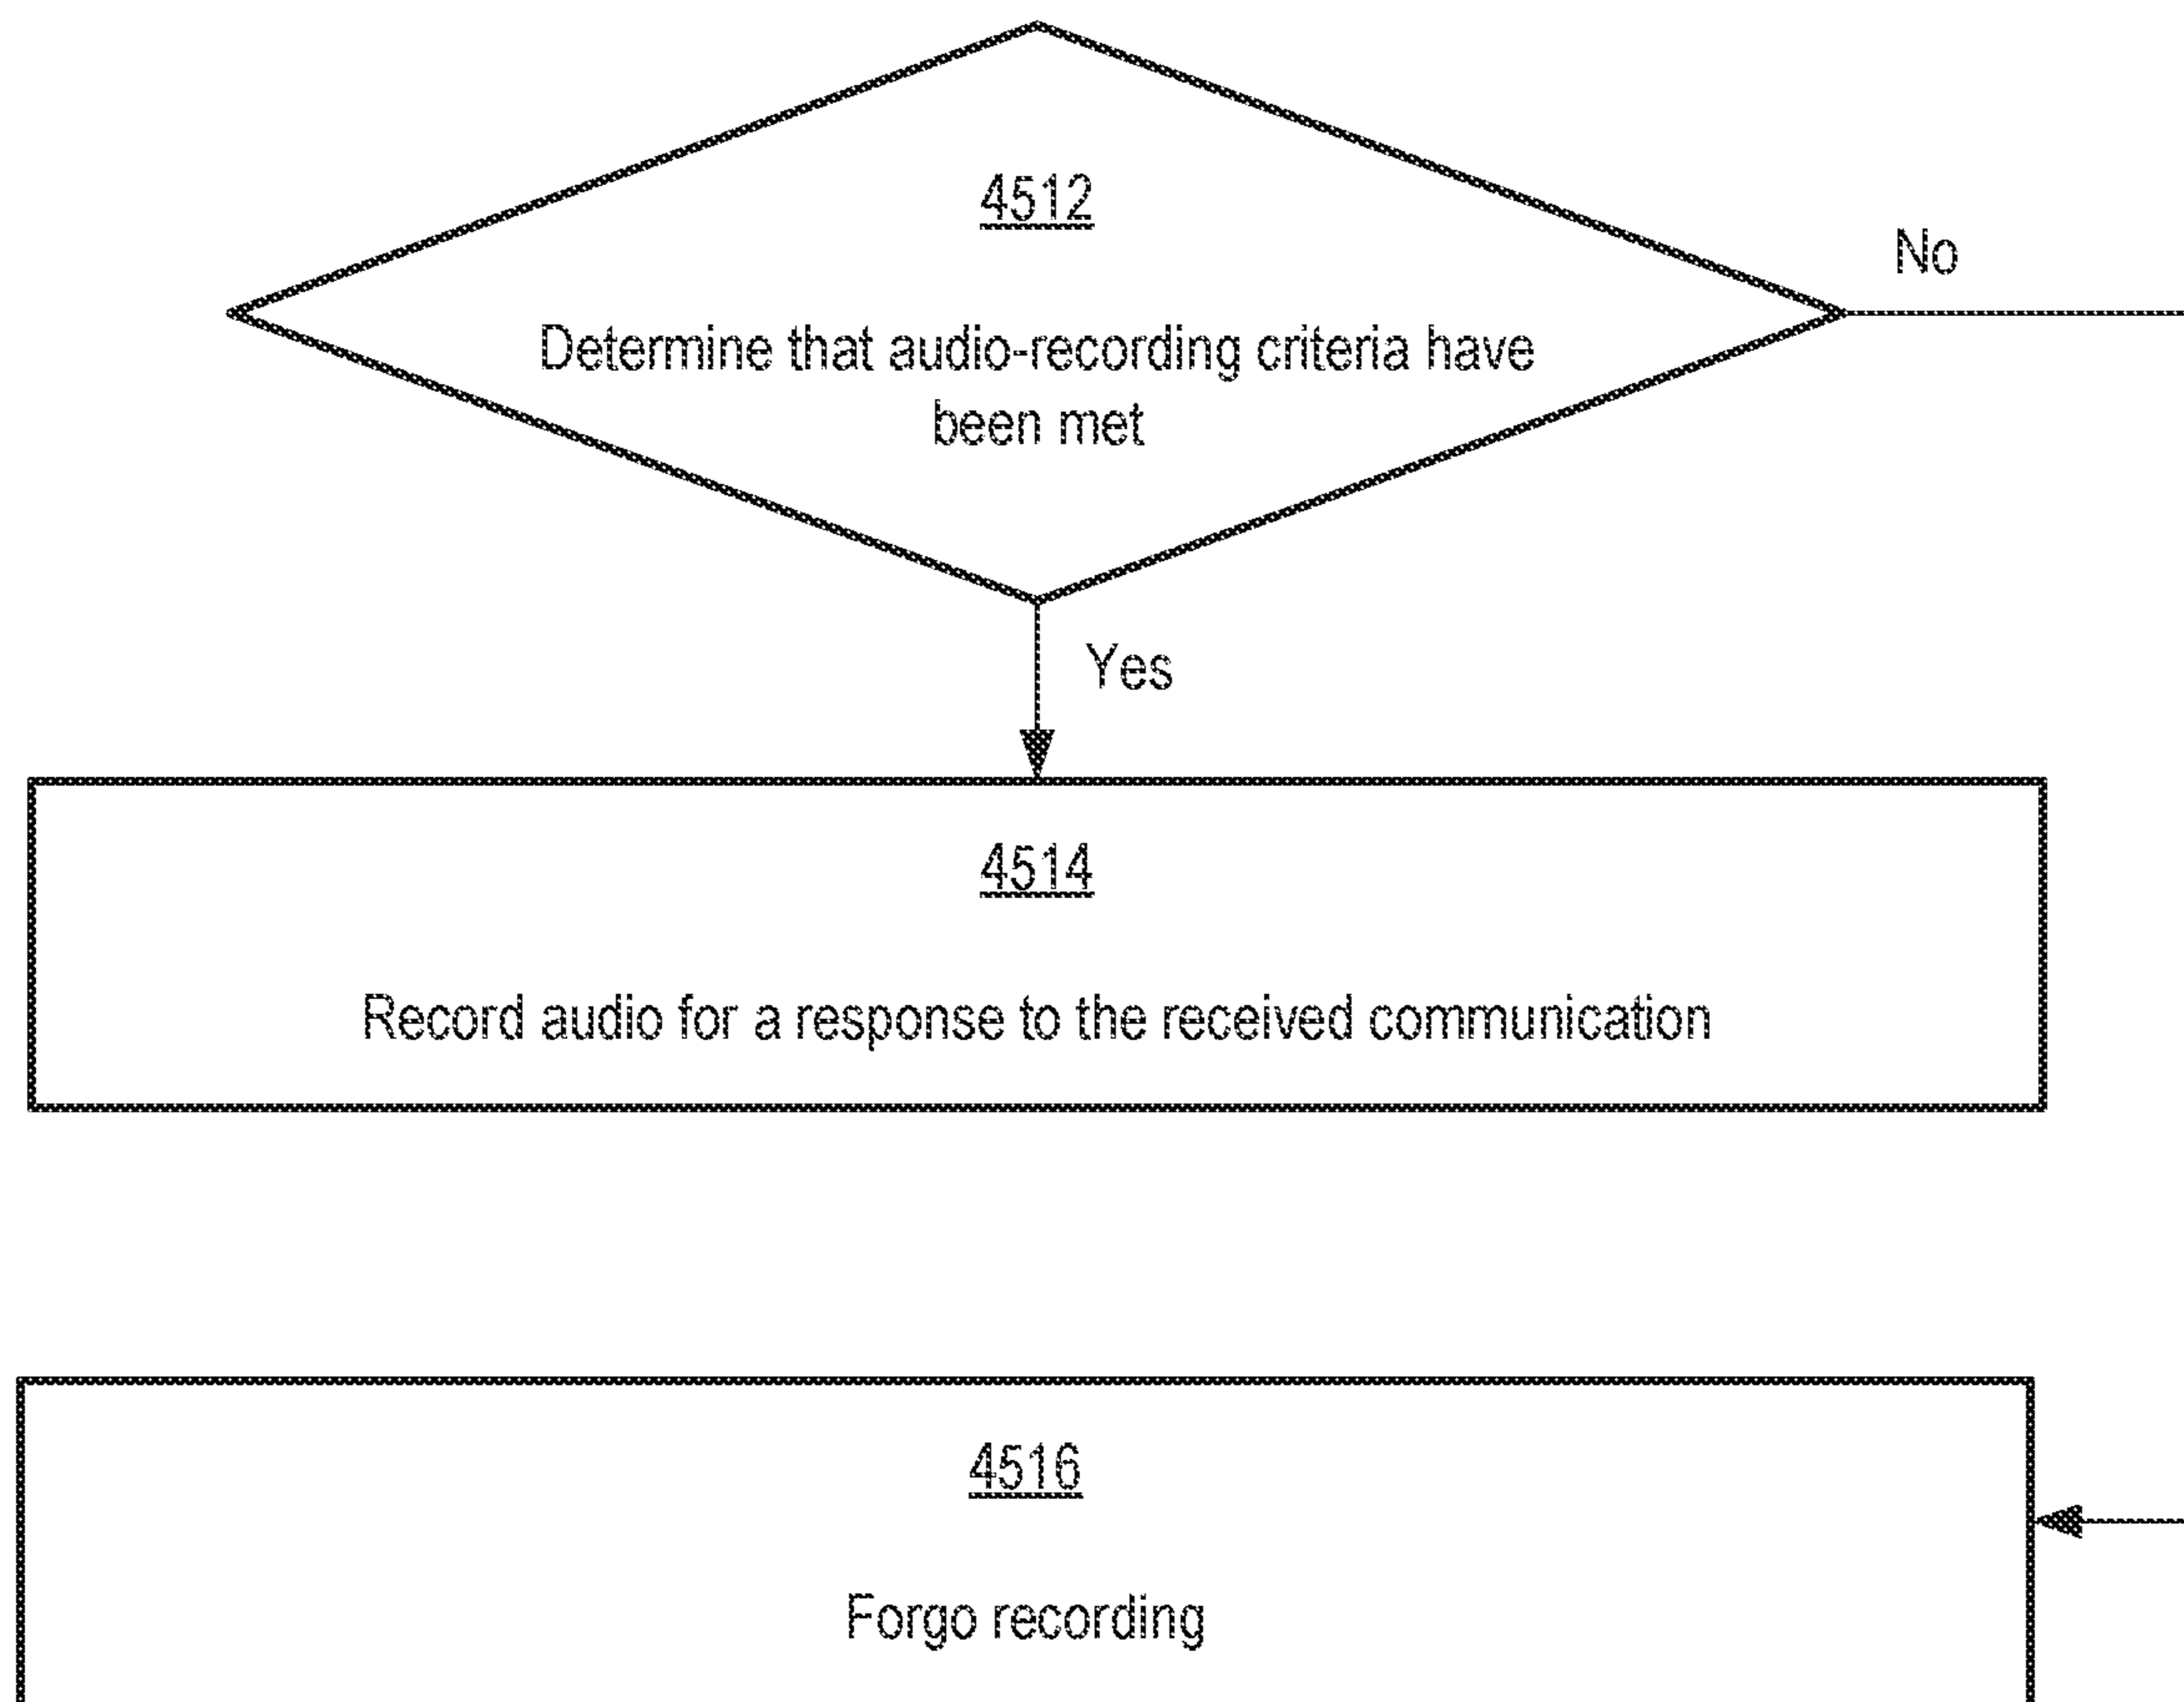 4512
No
Determine that audio-recording criteria have
been met
Yes
4514
Record audio for a response to the received communication
4516
Forgo recording